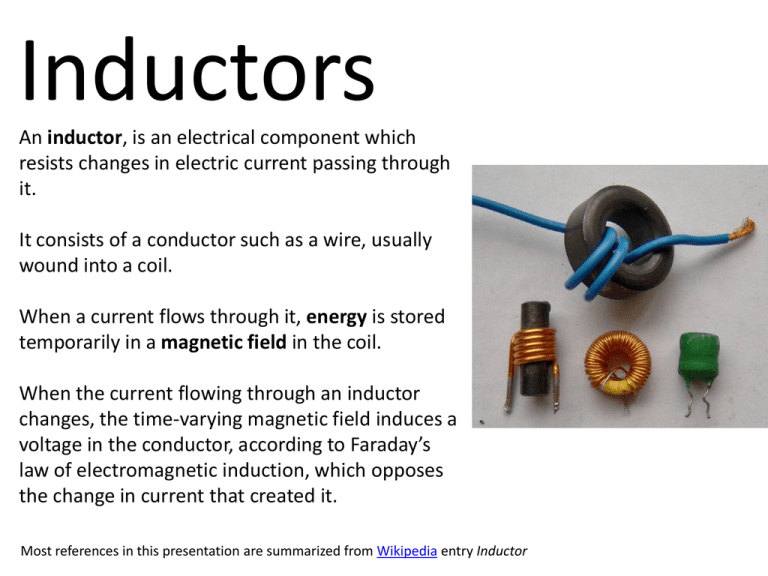 Inductors
An inductor, is an electrical component which
resists changes in electric current passing through
it.
It consists of a conductor such as a wire, usually
wound into a coil.
When a current flows through it, energy is stored
temporarily in a magnetic field in the coil.
When the current flowing through an inductor
changes, the time-varying magnetic field induces a
voltage in the conductor, according to Faraday’s
law of electromagnetic induction, which opposes
the change in current that created it.
Most references in this presentation are summarized from Wikipedia entry Inductor